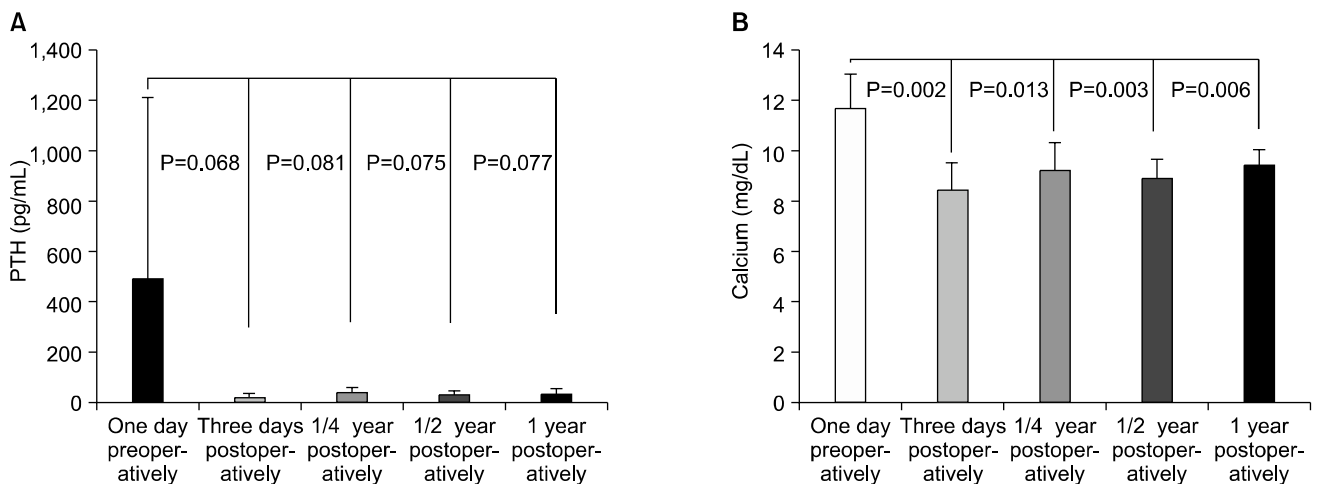 A
PTH (pg/mL)
1,400
1,200
1,000
800
600
400
200
0
P=0.068
P=0.081
P=0.075
P=0.077
One day
preoper-
atively
Three days
postoper-
atively
1/4 year
postoper-
atively
1/2 year
postoper-
atively
1 year
postoper-
atively
B
Calcium (mg/dL)
14
12
10
8
6
4
2
0
P=0.002
P=0.013
P=0.003
P=0.006
One day
preoper-
atively
Three days
postoper-
atively
1/4 year
postoper-
atively
1/2 year
postoper-
atively
1 year
postoper-
atively